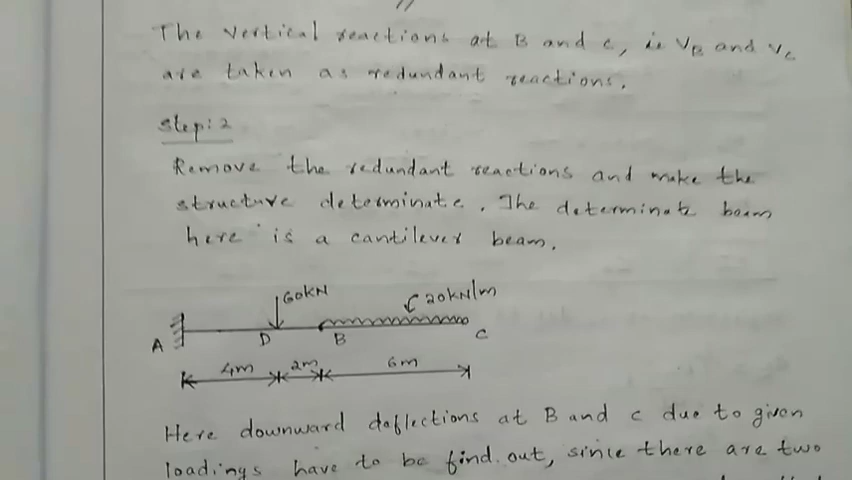 The vertical reactions at B and C, ie VB and VC
are taken as redundant reactions.
Step:2
Remove the redundant reactions and make the
structure determinate. The determinate beam
here is a cantilever beam.
60KN
20KN/m
A
D
B
C
4m
2m
6m
Here downward deflections at B and C due to given
loadings have to be find out, since there are two